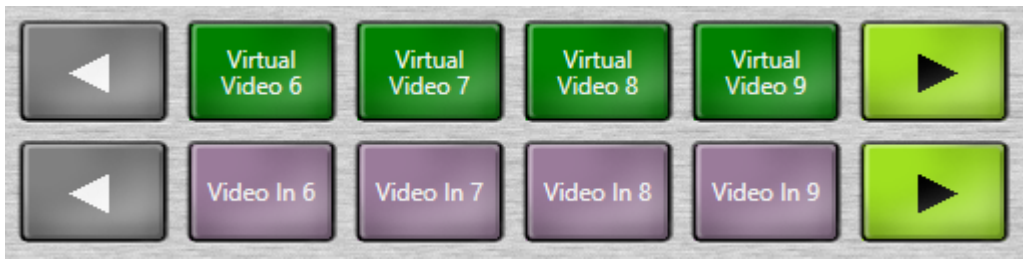 Virtual
Video 6
Virtual
Video 7
Virtual
Video 8
Virtual
Video 9
Video In 6
Video In 7
Video In 8
Video In 9